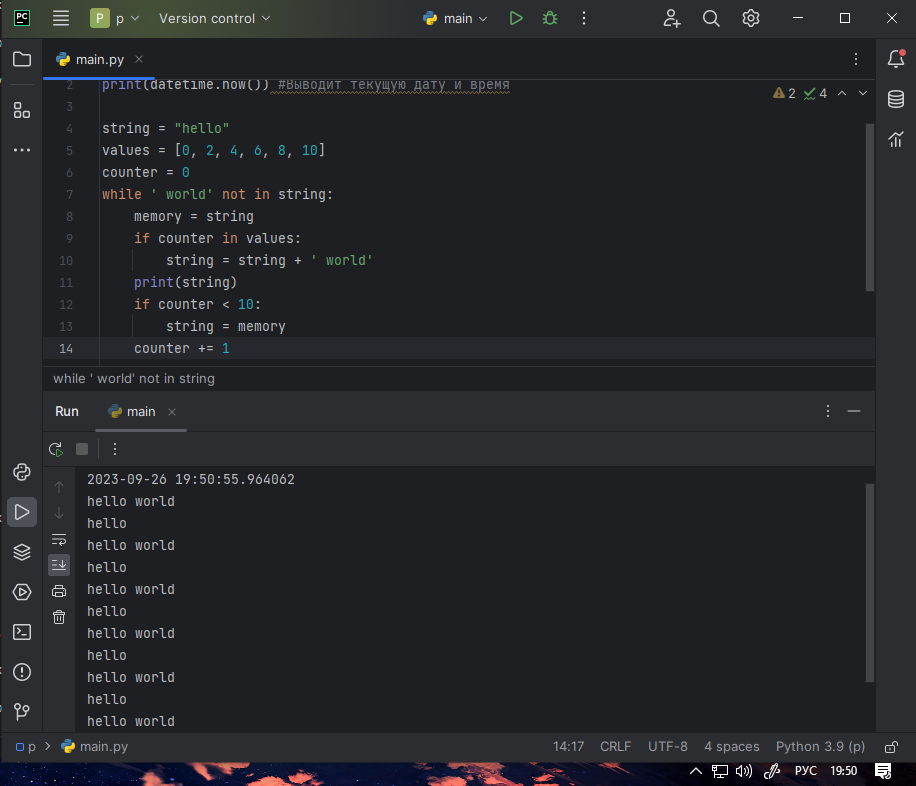 PC P p Version control main
main.py
2 print(datetime.now()) #Выводит текущую дату и время
2 4
3
4 string = "hello"
5 values = [0, 2, 4, 6, 8, 10]
6 counter = 0
7 while ' world' not in string:
8 memory = string
9 if counter in values:
10 string = string + ' world'
11 print(string)
12 if counter < 10:
13 string = memory
14 counter += 1
while ' world' not in string
Run main
2023-09-26 19:50:55.964062
hello world
hello
hello world
hello
hello world
hello
hello world
hello
hello world
hello
hello world
p main.py 14:17 CRLF UTF-8 4 spaces Python 3.9 (p)
РУС 19:50